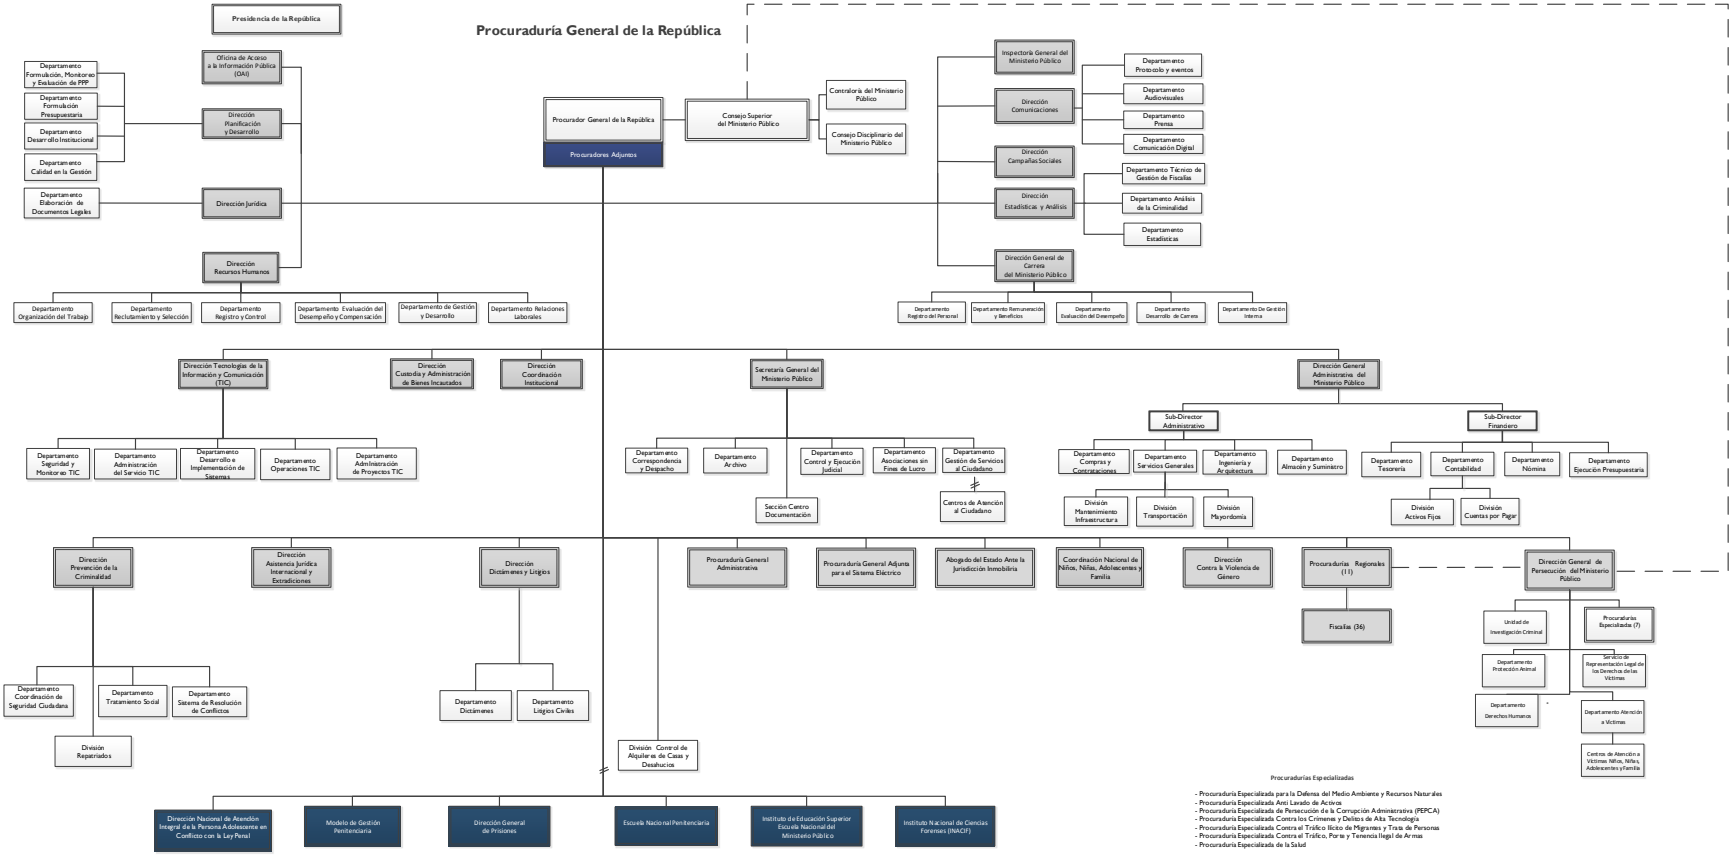 Presidencia de la República
Procuraduría General de la República
Oficina de Acceso
a la Información Pública
(OAI)
Departamento
Formulación, Monitoreo
y Evaluación de PPP
Departamento
Formulación
Presupuestaria
Departamento
Desarrollo Institucional
Departamento
Calidad en la Gestión
Dirección
Planificación
y Desarrollo
Departamento
Elaboración de
Documentos Legales
Dirección Jurídica
Dirección
Recursos Humanos
Departamento
Organización del Trabajo
Departamento
Reclutamiento y Selección
Departamento
Registro y Control
Departamento Evaluación del
Desempeño y Compensación
Departamento de Gestión
y Desarrollo
Departamento Relaciones
Laborales
Procurador General de la República
Procuradores Adjuntos
Consejo Superior
del Ministerio Público
Contraloría del Ministerio
Público
Consejo Disciplinario del
Ministerio Público
Inspectoría General del
Ministerio Público
Dirección
Comunicaciones
Departamento
Protocolo y eventos
Departamento
Audiovisuales
Departamento
Prensa
Departamento
Comunicación Digital
Dirección
Campañas Sociales
Dirección
Estadísticas y Análisis
Departamento Técnico de
Gestión de Fiscalías
Departamento Análisis
de la Criminalidad
Departamento
Estadísticas
Dirección General de
Carrera
del Ministerio Público
Departamento
Registro del Personal
Departamento Remuneración
y Beneficios
Departamento
Evaluación del Desempeño
Departamento
Desarrollo de Carrera
Departamento De Gestión
Interna
Dirección Tecnologías de la
Información y Comunicación
(TIC)
Dirección
Custodia y Administración
de Bienes Incautados
Dirección
Coordinación
Institucional
Secretaría General del
Ministerio Público
Dirección General
Administrativa del
Ministerio Público
Sub-Director
Administrativo
Sub-Director
Financiero
Departamento
Seguridad y
Monitoreo TIC
Departamento
Administración
del Servicio TIC
Departamento
Desarrollo e
Implementación de
Sistemas
Departamento
Operaciones TIC
Departamento
Administración
de Proyectos TIC
Departamento
Correspondencia
y Despacho
Departamento
Archivo
Departamento
Control y Ejecución
Judicial
Departamento
Asociaciones sin
Fines de Lucro
Departamento
Gestión de Servicios
al Ciudadano
Sección Centro
Documentación
Centros de Atención
al Ciudadano
Departamento
Compras y
Contrataciones
Departamento
Servicios Generales
Departamento
Ingeniería y
Arquitectura
Departamento
Almacén y Suministro
Departamento
Tesorería
Departamento
Contabilidad
Departamento
Nómina
Departamento
Ejecución Presupuestaria
División
Mantenimiento
Infraestructura
División
Transportación
División
Mayordomía
División
Activos Fijos
División
Cuentas por Pagar
Dirección
Prevención de la
Criminalidad
Dirección
Asistencia Jurídica
Internacional y
Extradiciones
Dirección
Dictámenes y Litigios
Procuraduría General
Administrativa
Procuraduría General Adjunta
para el Sistema Eléctrico
Abogado del Estado Ante la
Jurisdicción Inmobiliria
Coordinación Nacional de
Niños, Niñas, Adolescentes y
Familia
Dirección
Contra la Violencia de
Género
Procuradurías Regionales
(11)
Dirección General de
Persecución del Ministerio
Público
Fiscalías (36)
Unidad de
Investigación Criminal
Procuradurías
Especializadas (7)
Departamento
Protección Animal
Servicio de
Representación Legal de
los Derechos de las
Víctimas
Departamento
Derechos Humanos
Departamento Atención
a Víctimas
Centros de Atención a
Víctimas Niños, Niñas,
Adolescentes y Familia
Departamento
Coordinación de
Seguridad Ciudadana
Departamento
Tratamiento Social
Departamento
Sistema de Resolución
de Conflictos
Departamento
Dictámenes
Departamento
Litigios Civiles
División
Repatriados
División Control de
Alquileres de Casas y
Desahucios
Dirección Nacional de Atención
Integral de la Persona Adolescente en
Conflicto con la Ley Penal
Modelo de Gestión
Penitenciaria
Dirección General
de Prisiones
Escuela Nacional Penitenciaria
Instituto de Educación Superior
Escuela Nacional del
Ministerio Público
Instituto Nacional de Ciencias
Forenses (INACIF)
Procuradurías Especializadas
- Procuraduría Especializada para la Defensa del Medio Ambiente y Recursos Naturales
- Procuraduría Especializada Anti Lavado de Activos
- Procuraduría Especializada de Persecución de la Corrupción Administrativa (PEPCA)
- Procuraduría Especializada Contra los Crímenes y Delitos de Alta Tecnología
- Procuraduría Especializada Contra el Tráfico Ilícito de Migrantes y Trata de Personas
- Procuraduría Especializada Contra el Tráfico, Porte y Tenencia Ilegal de Armas
- Procuraduría Especializada de la Salud